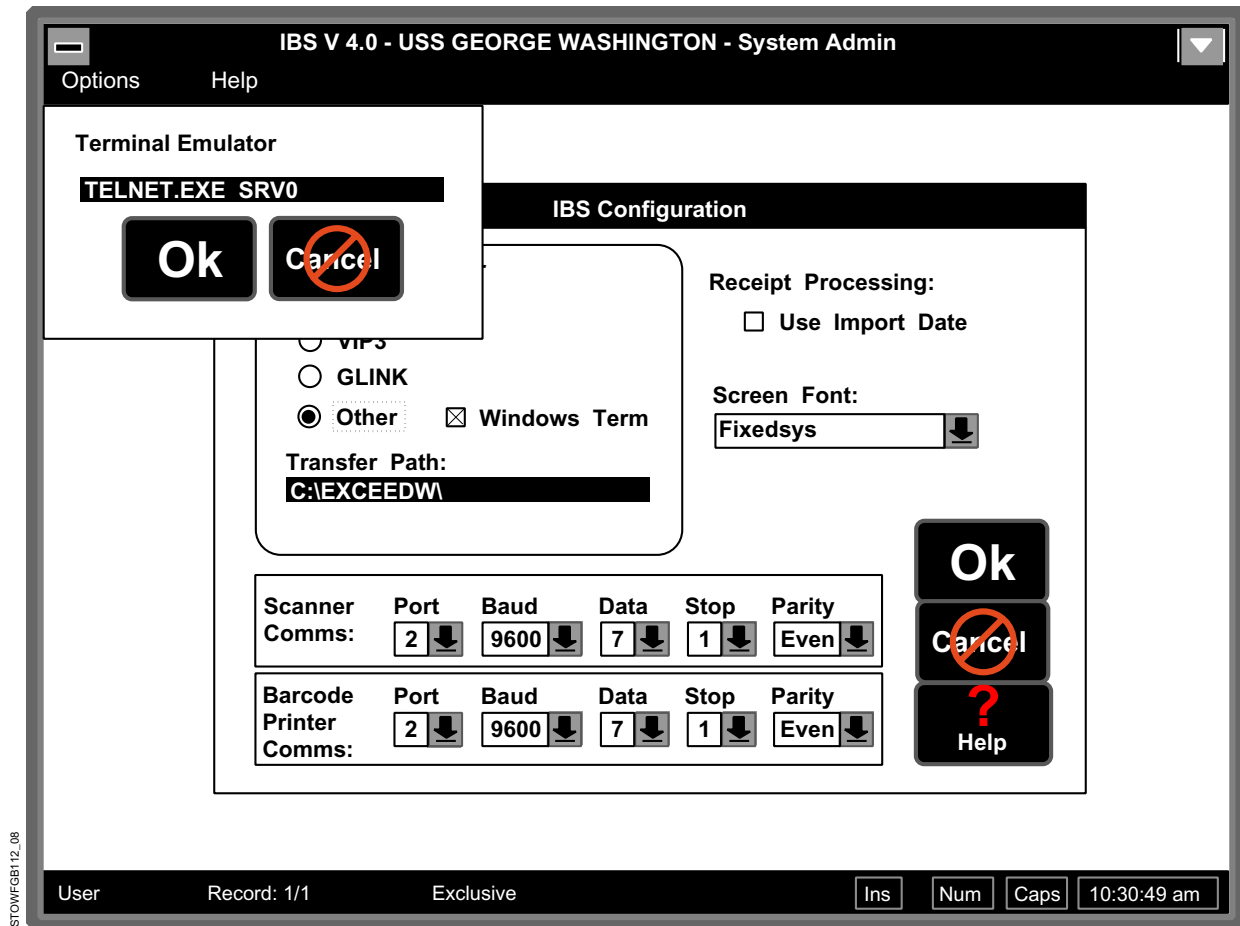 IBS V 4.0 - USS GEORGE WASHINGTON - System Admin
Options Help
Terminal Emulator
TELNET.EXE SRV0
Ok Cancel
IBS Configuration
VIP3
GLINK
Other Windows Term
Transfer Path:
C:\EXCEEDW\
Receipt Processing:
Use Import Date
Screen Font:
Fixedsys
Scanner Comms: Port Baud Data Stop Parity
2 9600 7 1 Even
Barcode Printer Comms: Port Baud Data Stop Parity
2 9600 7 1 Even
Ok
Cancel
?
Help
User Record: 1/1 Exclusive Ins Num Caps 10:30:49 am
STOWFGB112_08